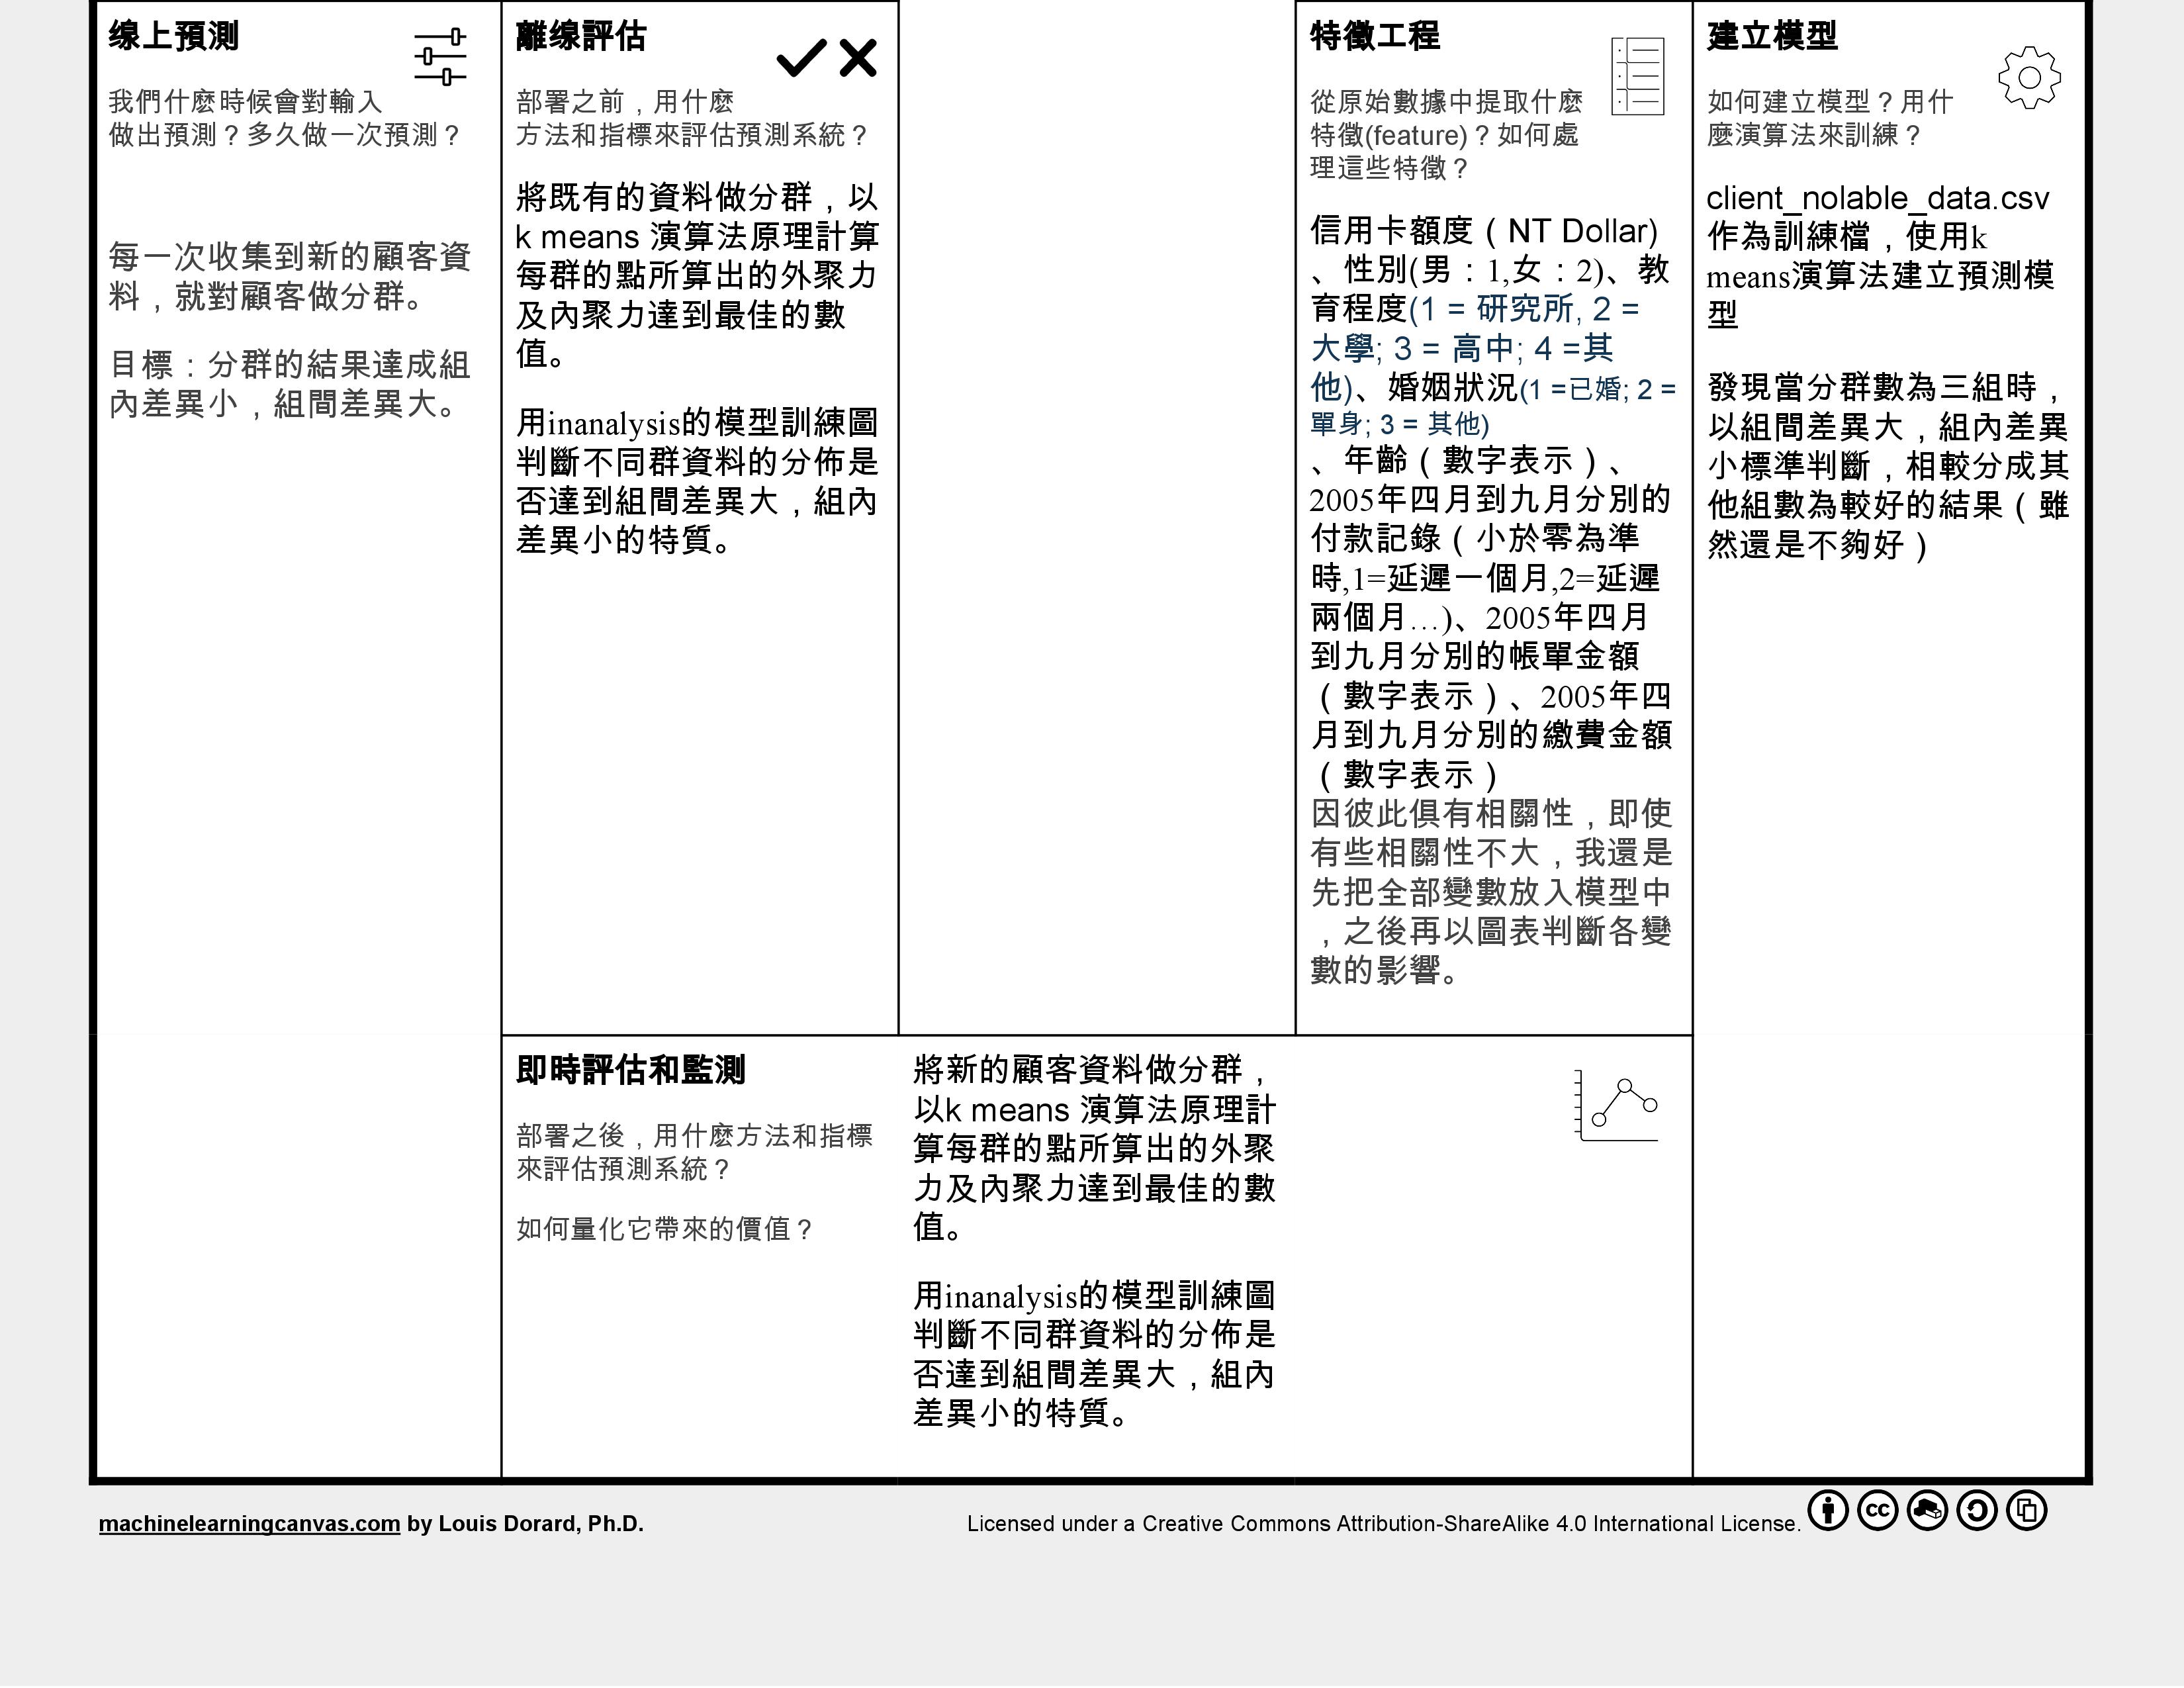 线上預測
我們什麽時候會對輸入
做出預測？多久做一次預測？
每一次收集到新的顧客資
料，就對顧客做分群。
目標：分群的結果達成組
內差異小，組間差異大。
離线評估
部署之前，用什麽
方法和指標來評估預測系統？
將既有的資料做分群，以
k means 演算法原理計算
每群的點所算出的外聚力
及內聚力達到最佳的數
值。
用inanalysis的模型訓練圖
判斷不同群資料的分佈是
否達到組間差異大，組內
差異小的特質。
特徵工程
從原始數據中提取什麽
特徵(feature)？如何處
理這些特徵？
信用卡額度（NT Dollar)
、性別(男：1,女：2)、教
育程度(1 = 研究所, 2 =
大學; 3 = 高中; 4 =其
他)、婚姻狀況(1 =已婚; 2 =
單身; 3 = 其他)
、年齡（數字表示）、
2005年四月到九月分別的
付款記錄（小於零為準
時,1=延遲一個月,2=延遲
兩個月…)、2005年四月
到九月分別的帳單金額
（數字表示）、2005年四
月到九月分別的繳費金額
（數字表示）
因彼此俱有相關性，即使
有些相關性不大，我還是
先把全部變數放入模型中
，之後再以圖表判斷各變
數的影響。
建立模型
如何建立模型？用什
麼演算法來訓練？
client_nolable_data.csv
作為訓練檔，使用k
means演算法建立預測模
型
發現當分群數為三組時，
以組間差異大，組內差異
小標準判斷，相較分成其
他組數為較好的結果（雖
然還是不夠好）
即時評估和監測
部署之後，用什麽方法和指標
來評估預測系統？
如何量化它帶來的價值？
將新的顧客資料做分群，
以k means 演算法原理計
算每群的點所算出的外聚
力及內聚力達到最佳的數
值。
用inanalysis的模型訓練圖
判斷不同群資料的分佈是
否達到組間差異大，組內
差異小的特質。
machinelearningcanvas.com by Louis Dorard, Ph.D.
Licensed under a Creative Commons Attribution-ShareAlike 4.0 International License.
cc